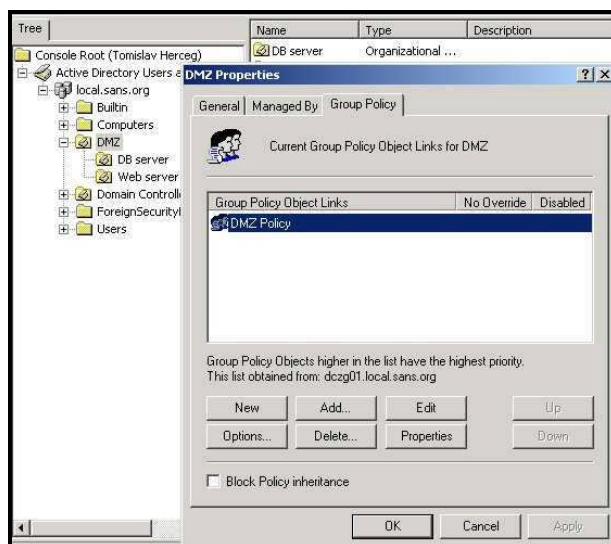 Tree
Name Type Description
DB server Organizational ...
Console Root (Tomislav Herceg)
Active Directory Users a
local.sans.org
Builtin
Computers
DMZ
DB server
Web server
Domain Controlle
ForeignSecurityF
Users
DMZ Properties
General Managed By Group Policy
Current Group Policy Object Links for DMZ
Group Policy Object Links No Override Disabled
DMZ Policy
Group Policy Objects higher in the list have the highest priority.
This list obtained from: dczg01.local.sans.org
New Add... Edit Up
Options... Delete... Properties Down
Block Policy inheritance
OK Cancel Apply